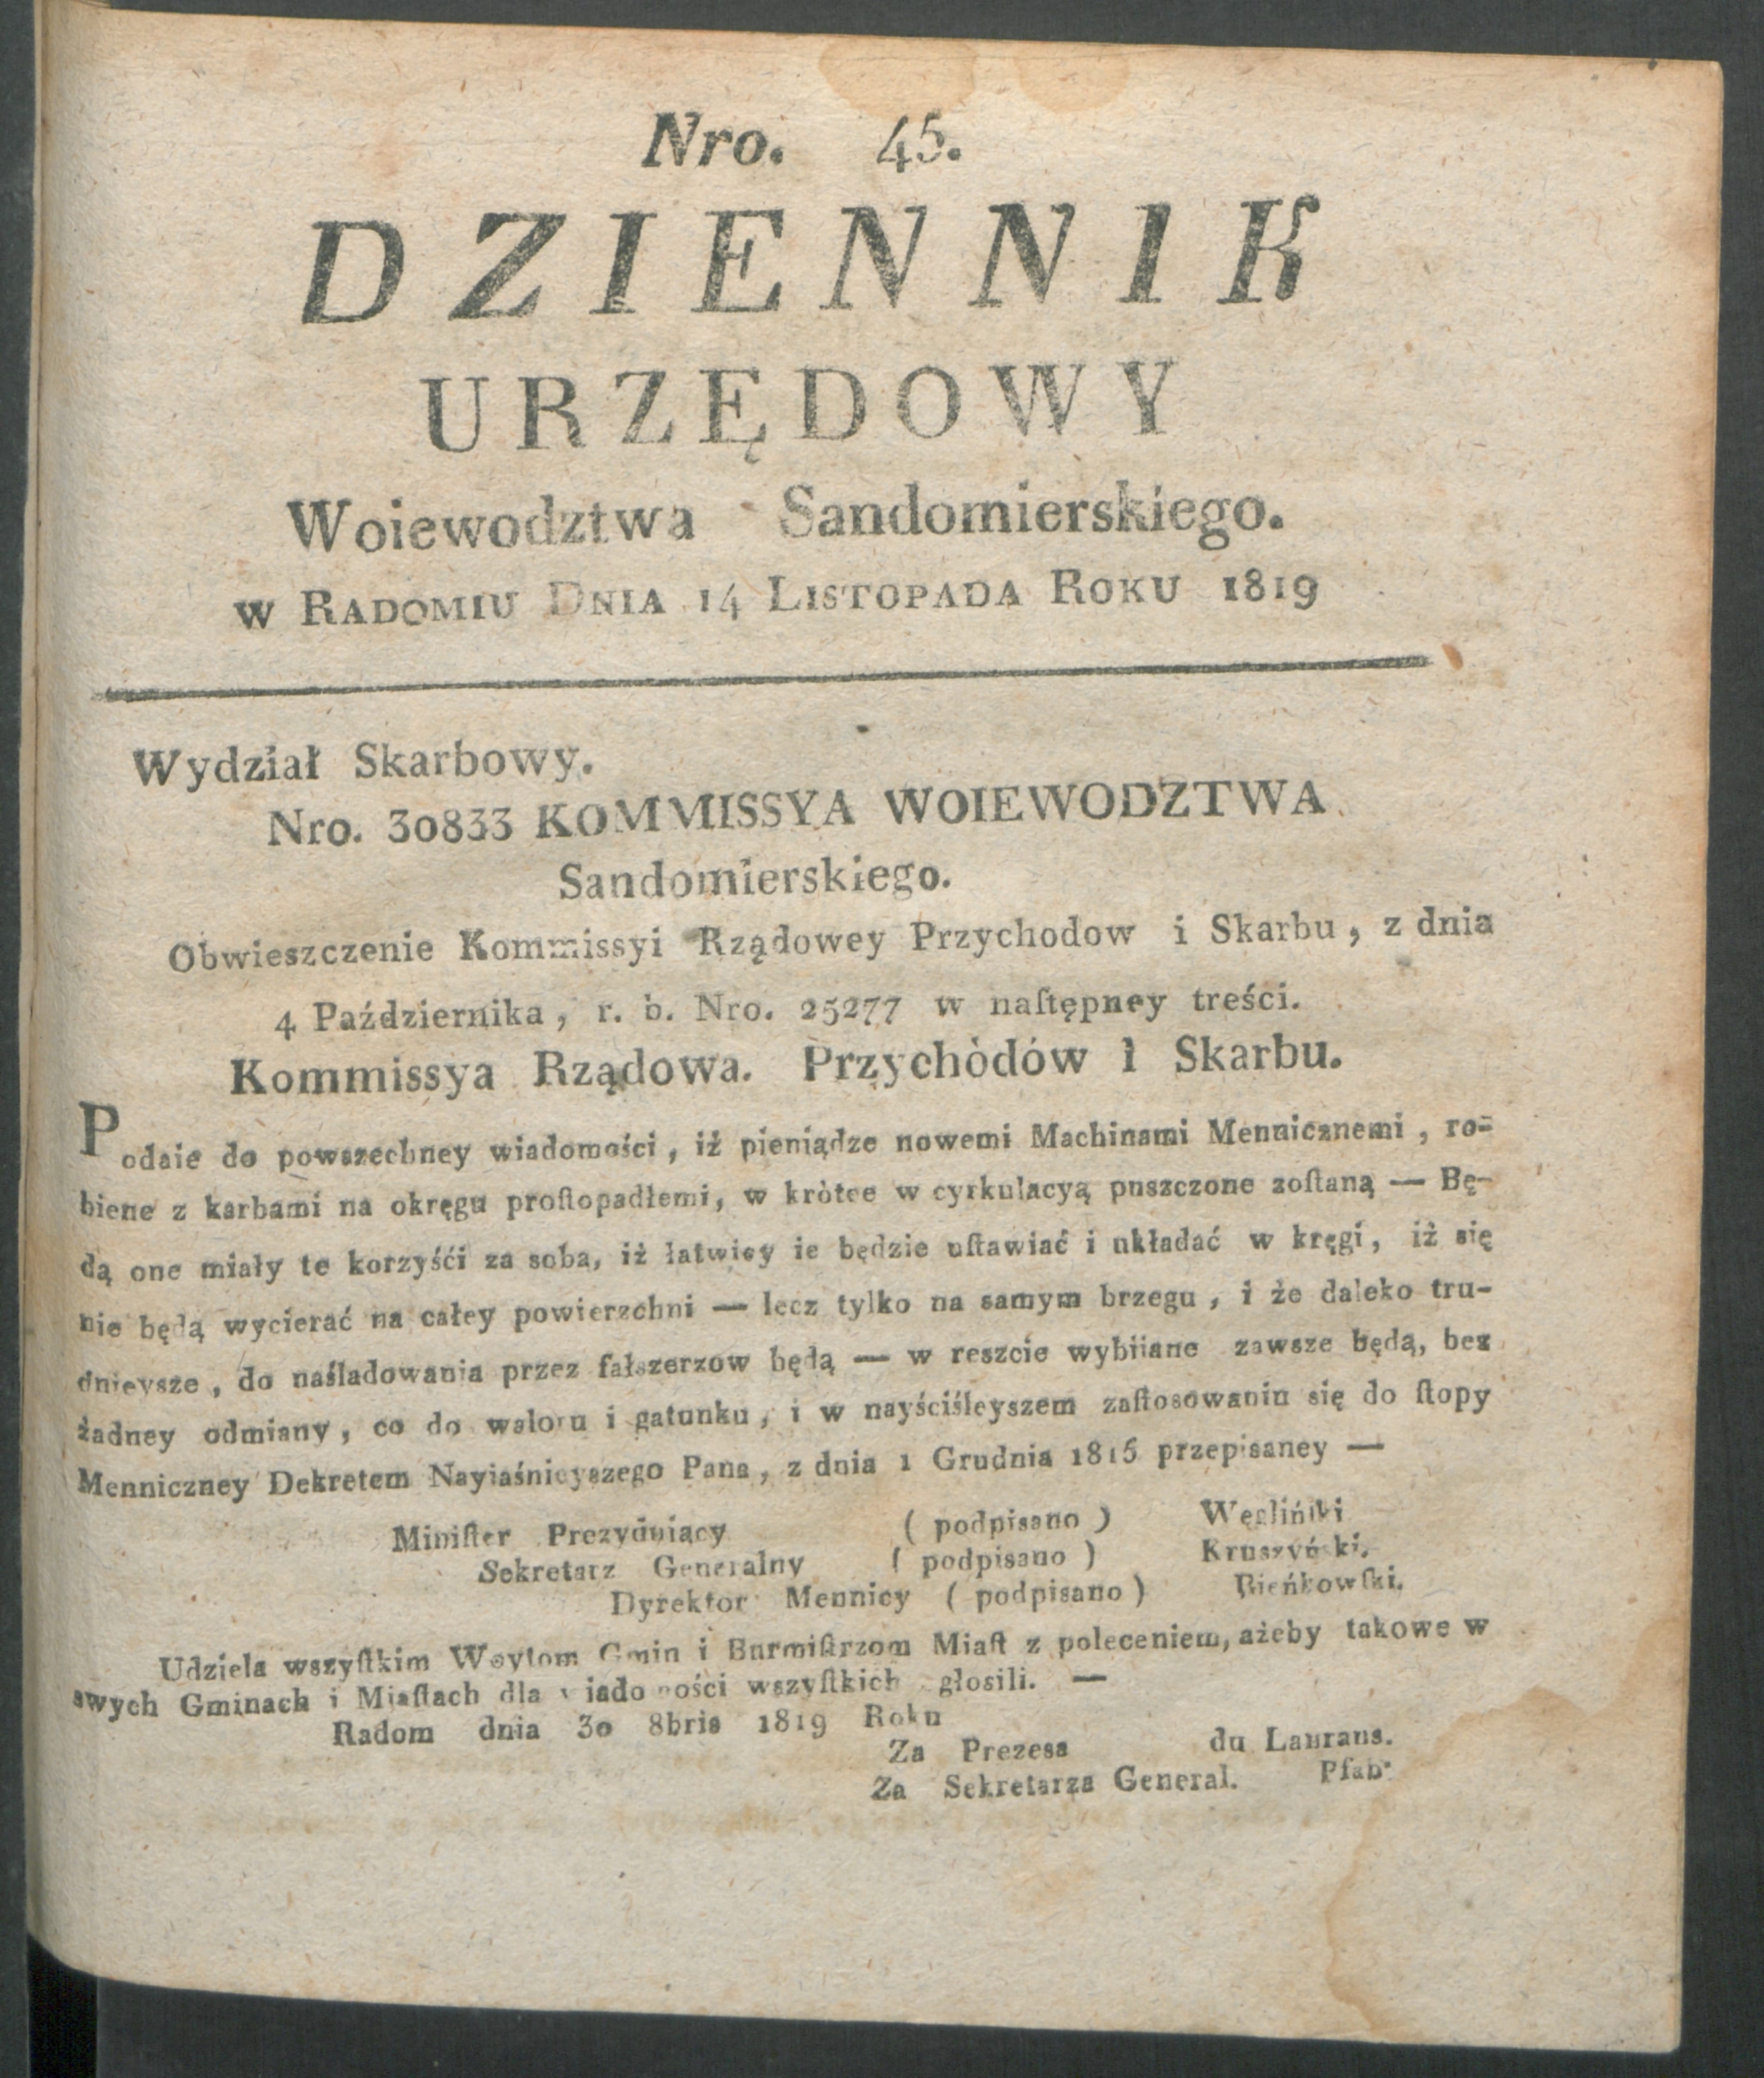 Nro. 45.
DZIENNIK
URZĘDOWY
Woiewodztwa Sandomierskiego.
w Radomiu Dnia 14 Listopada Roku 1819
Wydział Skarbowy.
Nro. 30833 KOMMISSYA WOIEWODZTWA
Sandomierskiego.
Obwieszczenie Kommissyi Rządowey Przychodow i Skarbu, z dnia
4 Października, r. b. Nro. 25277 w naſtępney treści.
Kommissya Rządowa. Przychòdów i Skarbu.
Podaie do powszechney wiadomości, iż pieniądze nowemi Machinami Mennicznemi, ro-
biene z karbami na okręgu proſtopadłemi, w kròtce w cyrkulacyą puszczone zoſtaną — Bę-
dą one miały te korzyśći za soba, iż łatwiey ie będzie uſtawiać i układać w kręgi, iż się
nie będą wycierać na całey powierzchni — lecz tylko na samym brzegu, i że daleko tru-
dnieysze, do naśladowania przez fałszerzow będą — w reszcie wybiiane zawsze będą, bez
żadney odmiany, co do waloru i gatunku, i w nayściśleyszem zaſtosowaniu się do ſtopy
Menniczney Dekretem Nayiaśnieyszego Pana, z dnia 1 Grudnia 1815 przepisaney —
Miniſter Prezyduiący ( podpisano ) Węglińſki
Sekretarz Generalny ( podpisano ) Kruszyński.
Dyrektor Mennicy ( podpisano ) Bieńkowſki.
Udziela wszyſtkim Woytom Gmin i Burmiſtrzom Miaſt z poleceniem, ażeby takowe w
swych Gminach i Miaſtach dla wiadomości wszyſtkich głosili. —
Radom dnia 30 8bris 1819 Roku
Za Prezesa du Laurans.
Za Sekretarza General.